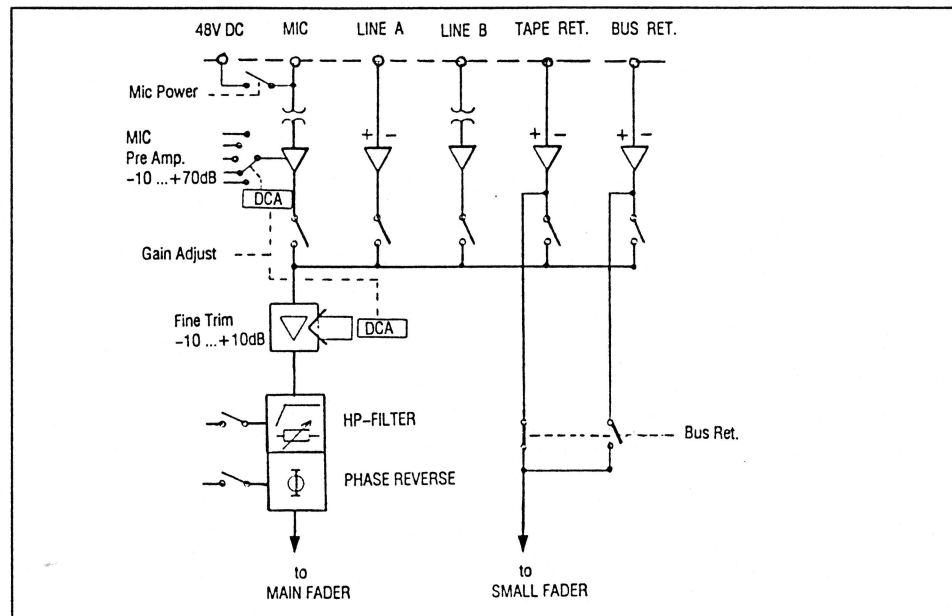 48V DC MIC LINE A LINE B TAPE RET. BUS RET.
Mic Power
+ − + − + −
MIC
Pre Amp.
−10 ...+70dB
DCA
Gain Adjust
Fine Trim
−10 ...+10dB
DCA
HP−FILTER
Bus Ret.
PHASE REVERSE
to
MAIN FADER
to
SMALL FADER